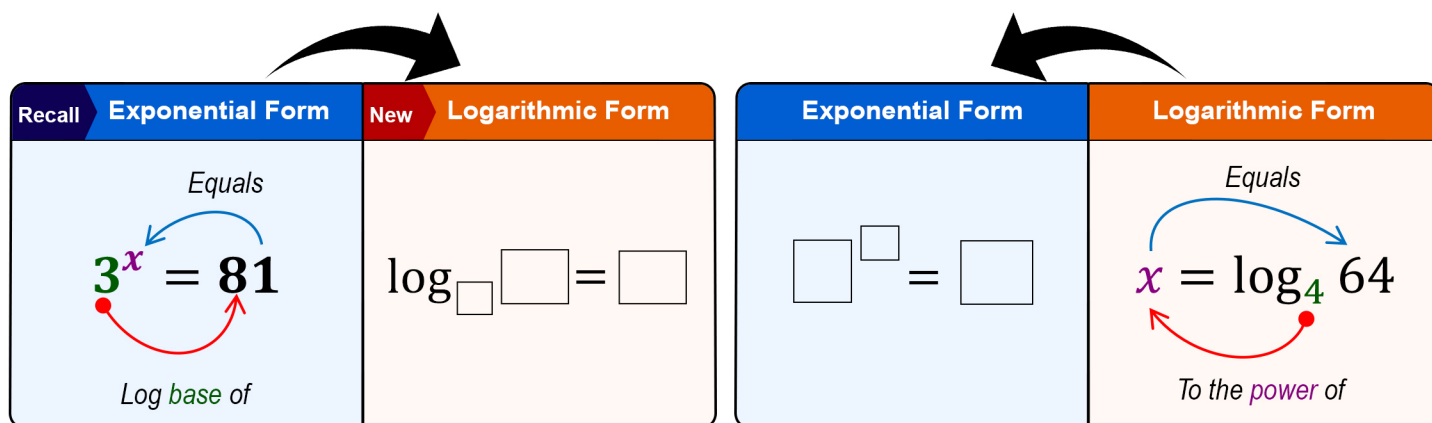 Recall Exponential Form New Logarithmic Form
Equals
3ˣ = 81
log □ □ = □
Log base of
Exponential Form Logarithmic Form
□ □ = □
Equals
x = log₄ 64
To the power of